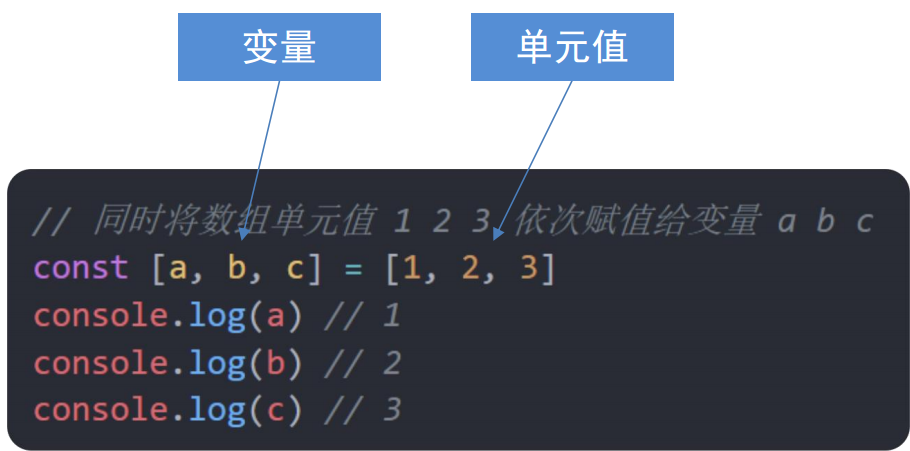 变量
单元值
// 同时将数组单元值 1 2 3 依次赋值给变量 a b c
const [a, b, c] = [1, 2, 3]
console.log(a) // 1
console.log(b) // 2
console.log(c) // 3